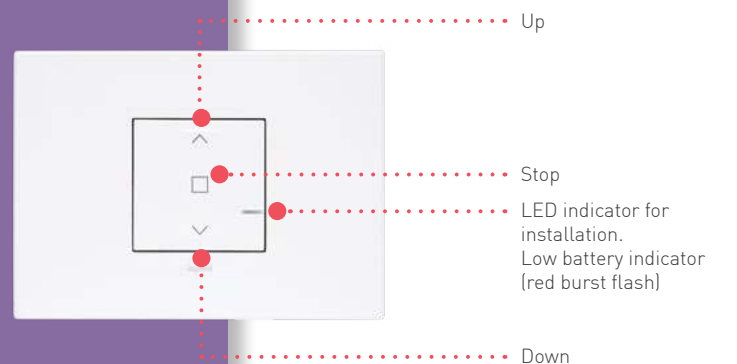 Up
Stop
LED indicator for
installation.
Low battery indicator
(red burst flash)
Down